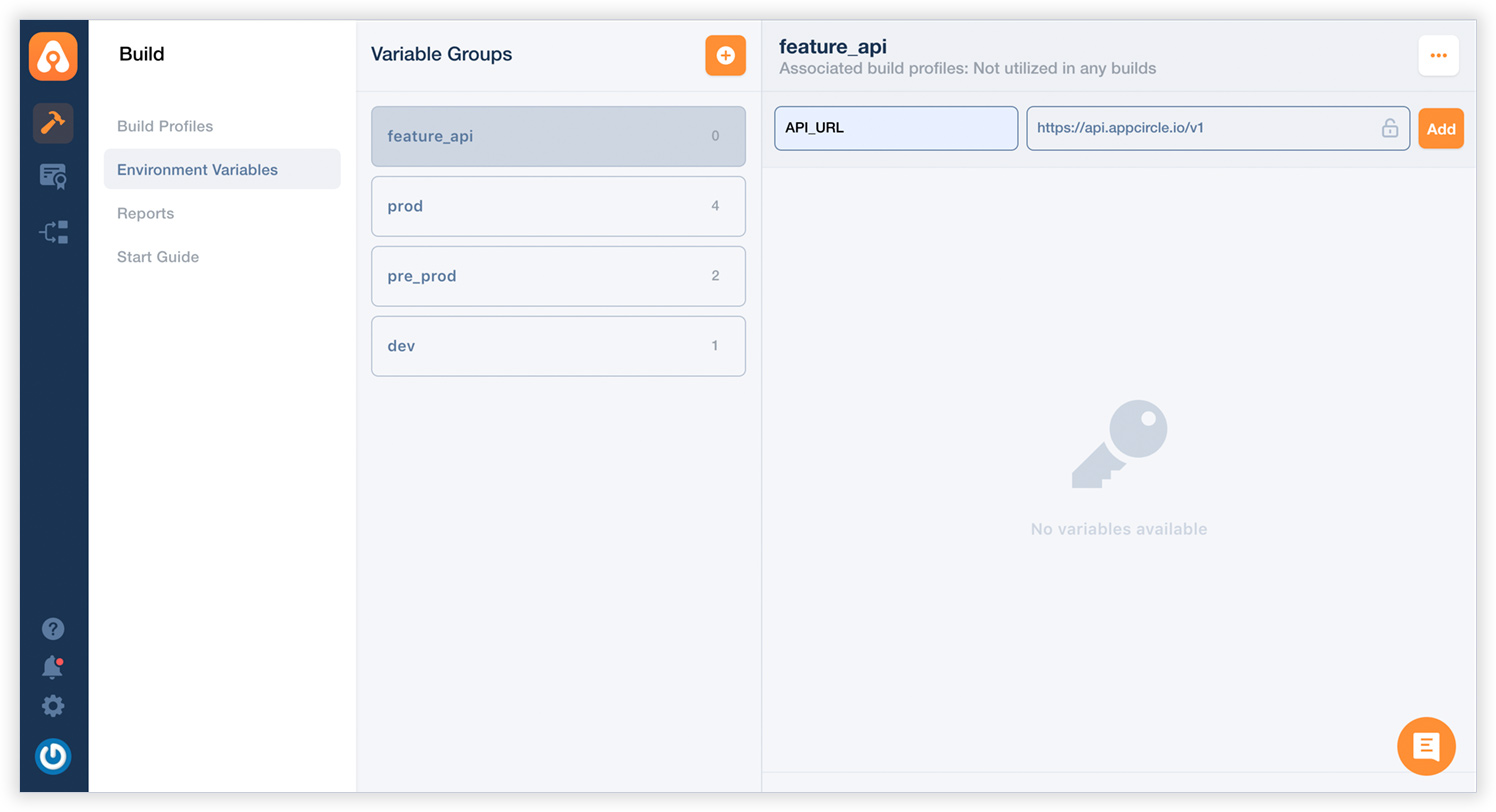 Build
Build Profiles
Environment Variables
Reports
Start Guide
Variable Groups
feature_api 0
prod 4
pre_prod 2
dev 1
feature_api
Associated build profiles: Not utilized in any builds
API_URL https://api.appcircle.io/v1 Add
No variables available